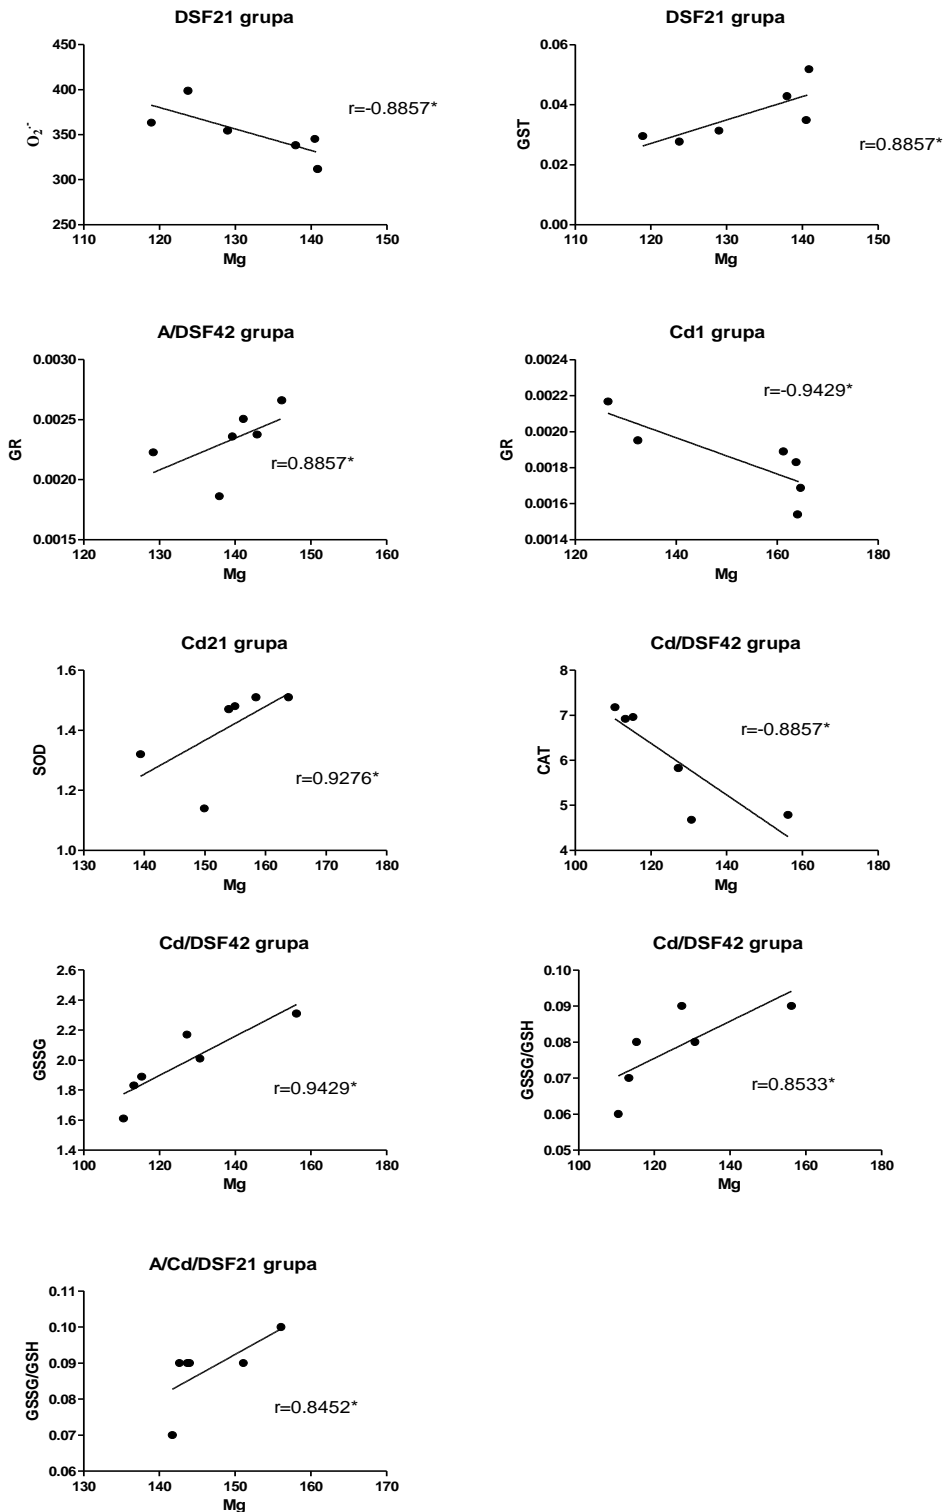 DSF21 grupa
450
400
350
300
250
O₂·⁻
r=-0.8857*
110 120 130 140 150
Mg
DSF21 grupa
0.06
0.04
0.02
0.00
GST
r=0.8857*
110 120 130 140 150
Mg
A/DSF42 grupa
0.0030
0.0025
0.0020
0.0015
GR
r=0.8857*
120 130 140 150 160
Mg
Cd1 grupa
0.0024
0.0022
0.0020
0.0018
0.0016
0.0014
GR
r=-0.9429*
120 140 160 180
Mg
Cd21 grupa
1.6
1.4
1.2
1.0
SOD
r=0.9276*
130 140 150 160 170 180
Mg
Cd/DSF42 grupa
8
7
6
5
4
CAT
r=-0.8857*
100 120 140 160 180
Mg
Cd/DSF42 grupa
2.6
2.4
2.2
2.0
1.8
1.6
1.4
GSSG
r=0.9429*
100 120 140 160 180
Mg
Cd/DSF42 grupa
0.10
0.09
0.08
0.07
0.06
0.05
GSSG/GSH
r=0.8533*
100 120 140 160 180
Mg
A/Cd/DSF21 grupa
0.11
0.10
0.09
0.08
0.07
0.06
GSSG/GSH
r=0.8452*
130 140 150 160 170
Mg